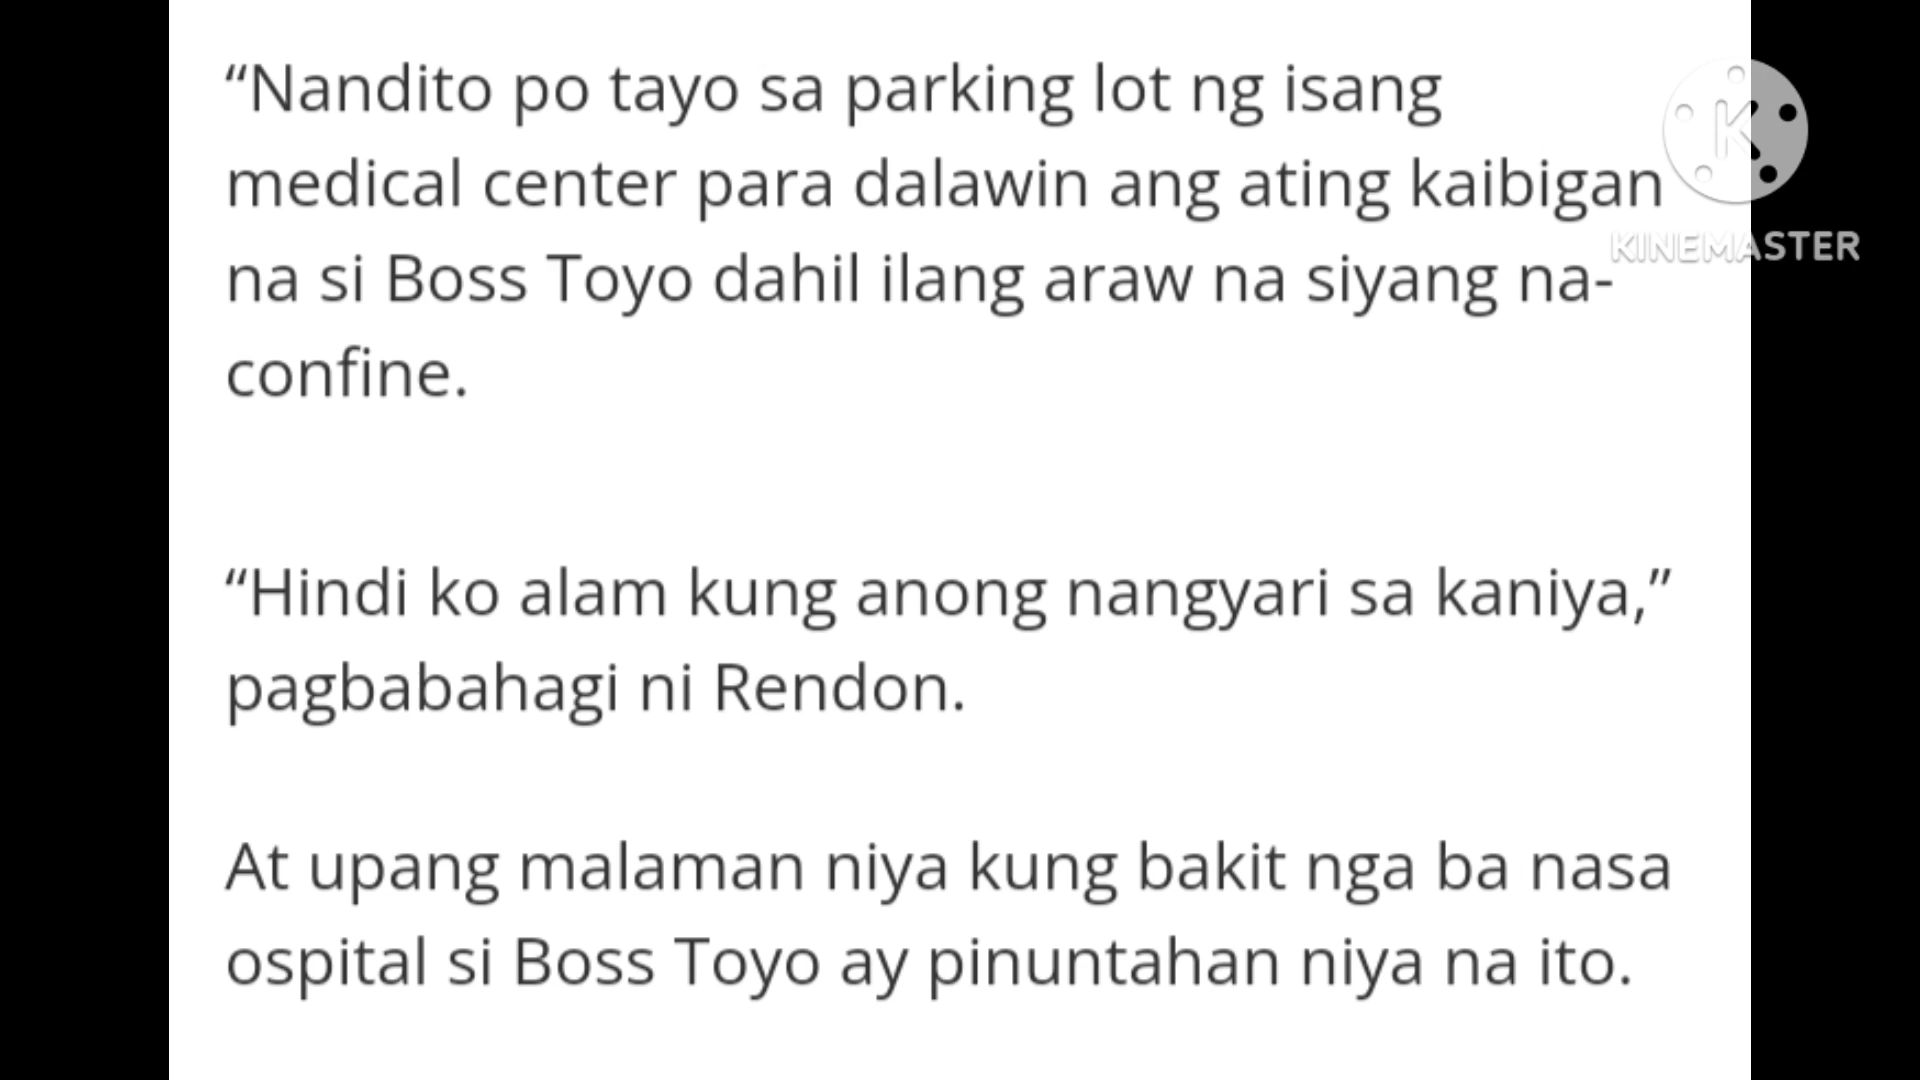 “Nandito po tayo sa parking lot ng isang
medical center para dalawin ang ating kaibigan
na si Boss Toyo dahil ilang araw na siyang na-
confine.
“Hindi ko alam kung anong nangyari sa kaniya,”
pagbabahagi ni Rendon.
At upang malaman niya kung bakit nga ba nasa
ospital si Boss Toyo ay pinuntahan niya na ito.
K
KINEMASTER